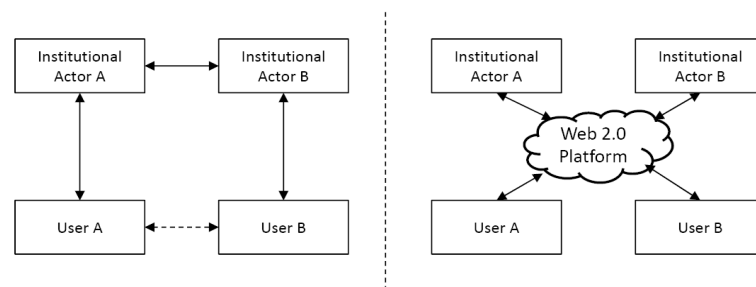 Institutional
Actor A
Institutional
Actor B
User A
User B
Institutional
Actor A
Institutional
Actor B
Web 2.0
Platform
User A
User B